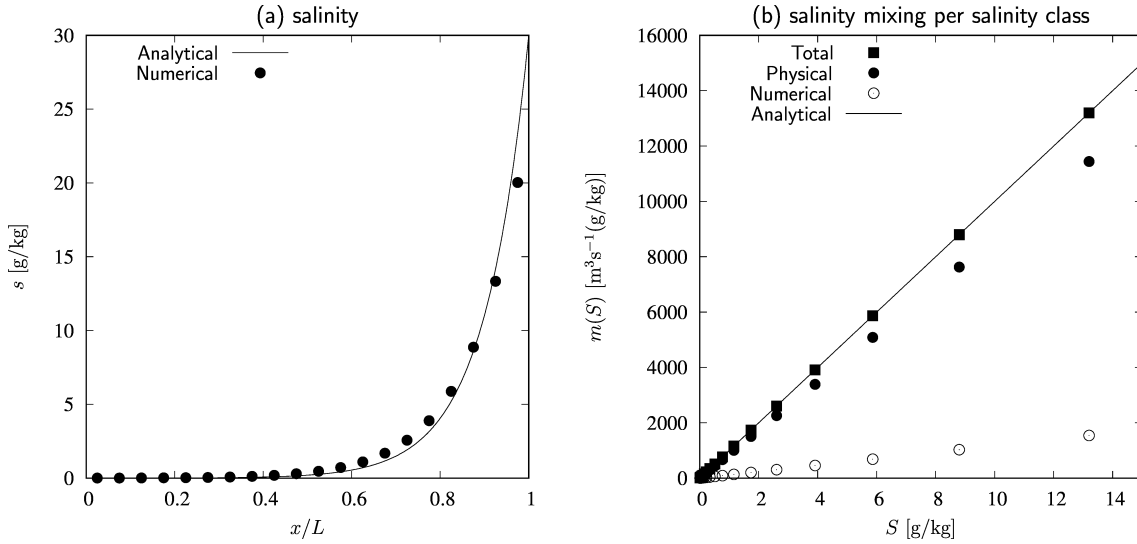 (a) salinity
Analytical
Numerical
30
25
20
15
10
5
0
s [g/kg]
0 0.2 0.4 0.6 0.8 1
x/L
(b) salinity mixing per salinity class
Total
Physical
Numerical
Analytical
16000
14000
12000
10000
8000
6000
4000
2000
0
m(S) [m³s⁻¹(g/kg)]
0 2 4 6 8 10 12 14
S [g/kg]